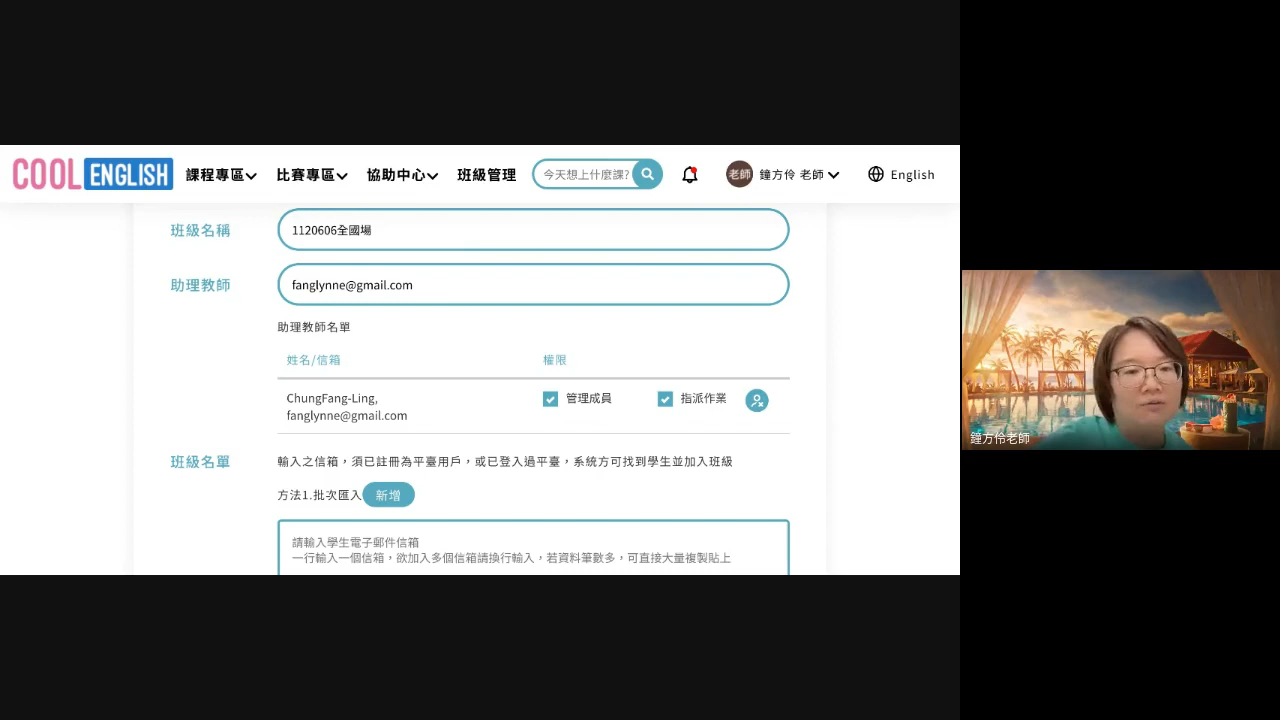 COOL ENGLISH 課程專區 比賽專區 協助中心 班級管理 今天想上什麼課? 老師 鐘方伶 老師 English
班級名稱 1120606全國場
助理教師 fanglynne@gmail.com
助理教師名單
姓名/信箱 權限
ChungFang-Ling, 管理成員 指派作業
fanglynne@gmail.com
班級名單 輸入之信箱，須已註冊為平臺用戶，或已登入過平臺，系統方可找到學生並加入班級
方法1.批次匯入 新增
請輸入學生電子郵件信箱
一行輸入一個信箱，欲加入多個信箱請換行輸入，若資料筆數多，可直接大量複製貼上
鐘方伶老師